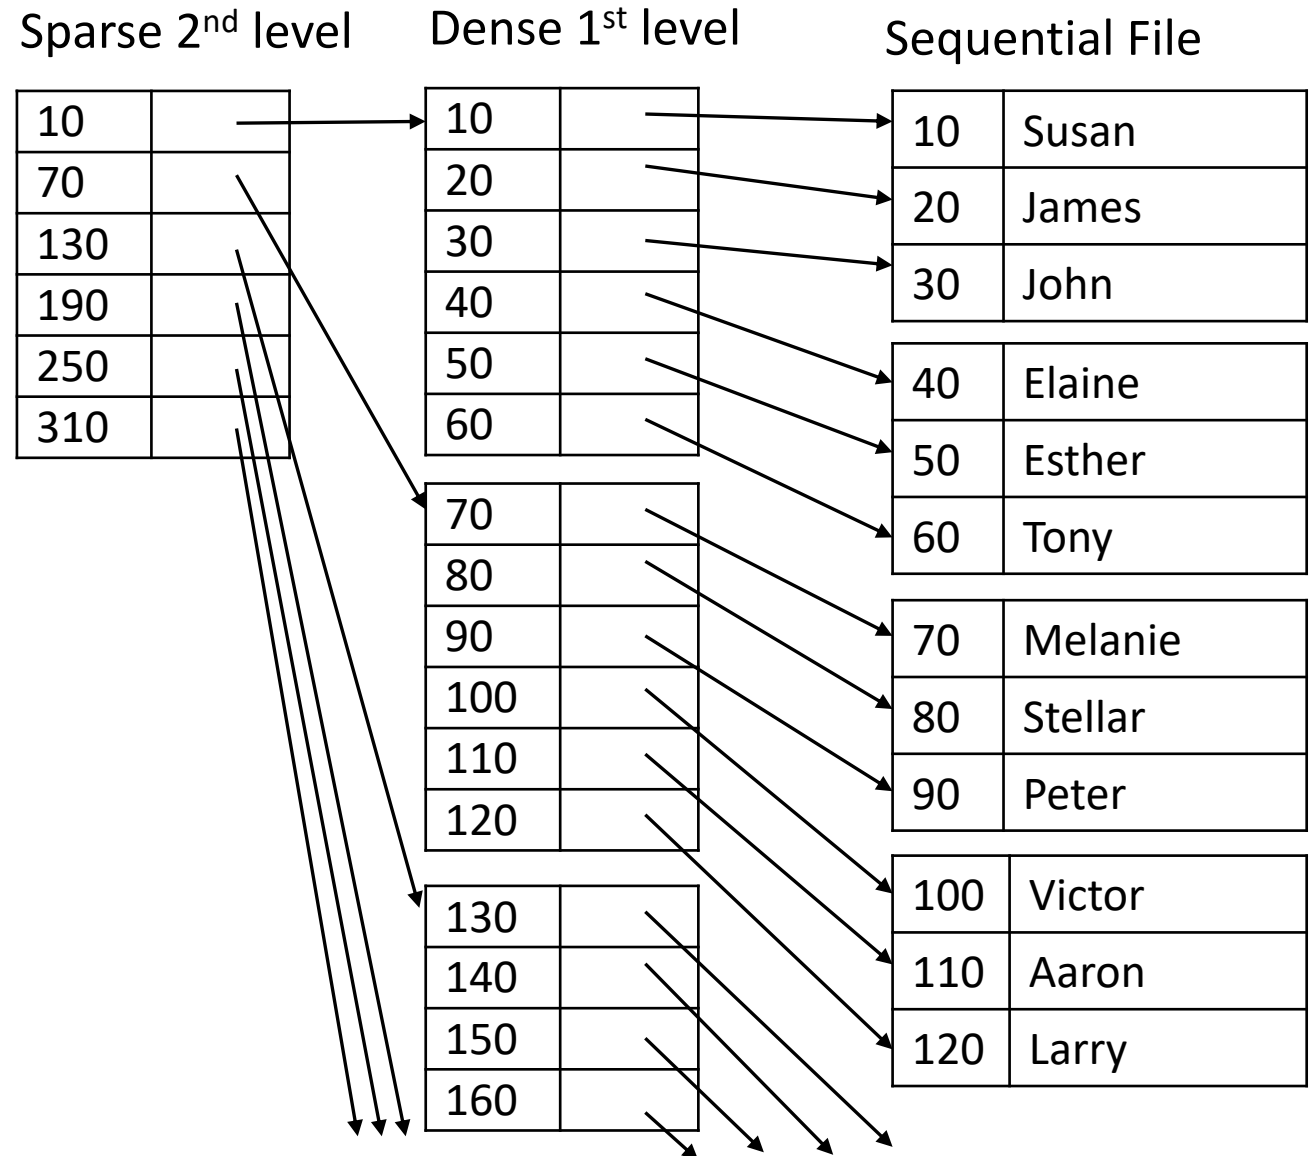 Sparse 2nd level
Dense 1st level
Sequential File
10
70
130
190
250
310
10
20
30
40
50
60
70
80
90
100
110
120
130
140
150
160
10 Susan
20 James
30 John
40 Elaine
50 Esther
60 Tony
70 Melanie
80 Stellar
90 Peter
100 Victor
110 Aaron
120 Larry